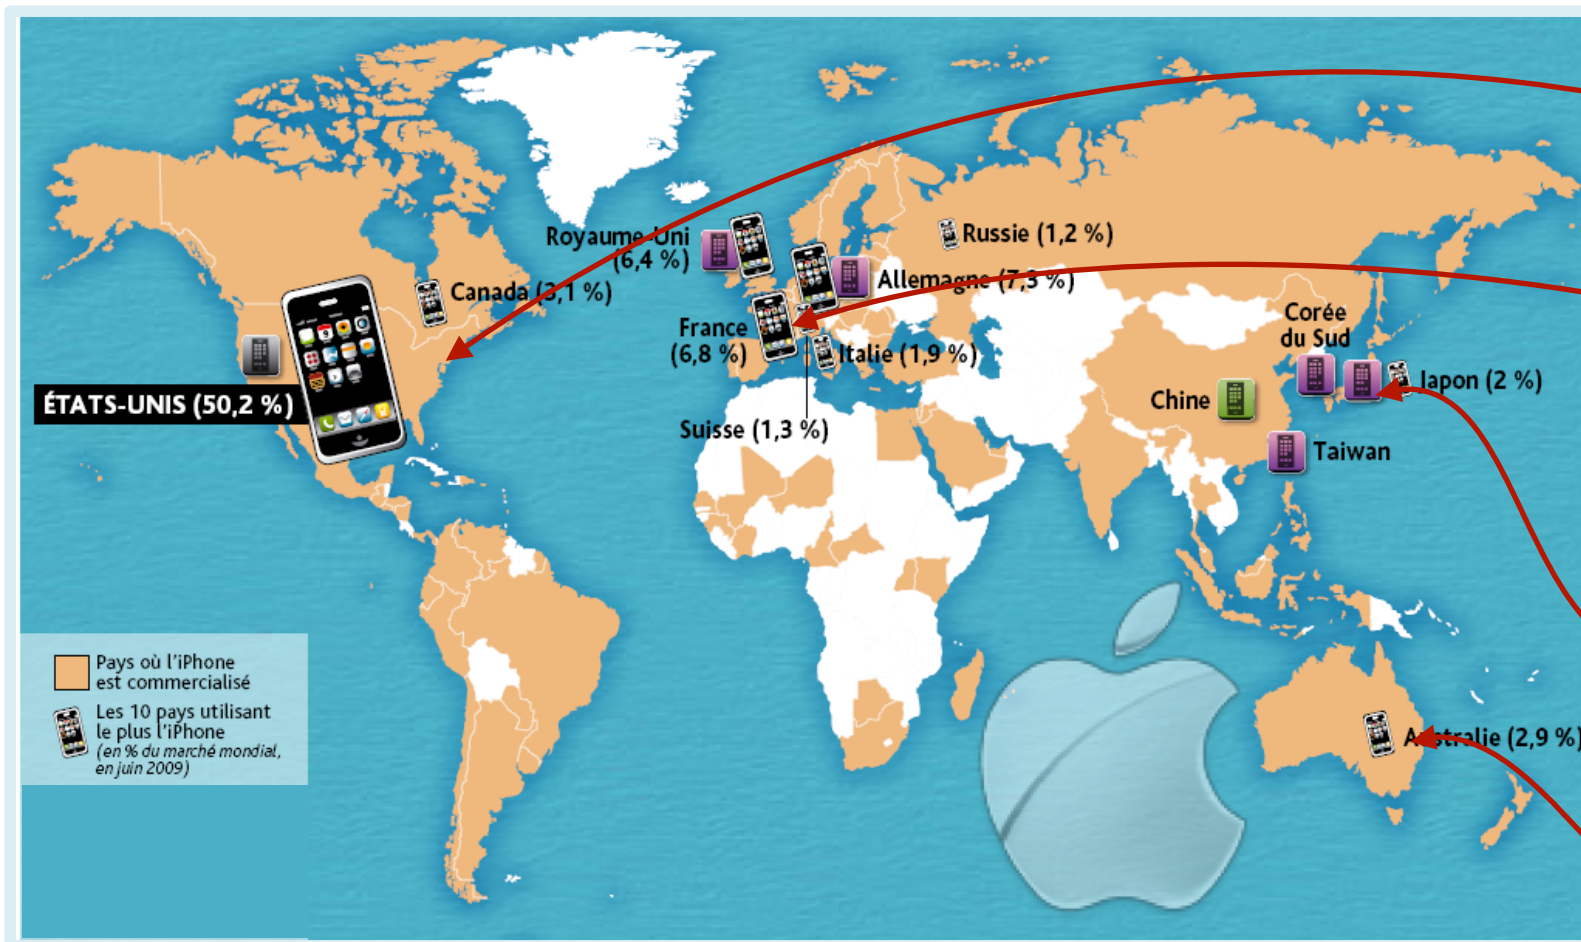 Royaume-Uni
(6,4 %)
Russie (1,2 %)
Canada (3,1 %)
Allemagne (7,3 %)
France
(6,8 %)
Italie (1,9 %)
Corée
du Sud
Japon (2 %)
Chine
ÉTATS-UNIS (50,2 %)
Suisse (1,3 %)
Taiwan
Pays où l'iPhone
est commercialisé
Les 10 pays utilisant
le plus l'iPhone
(en % du marché mondial,
en juin 2009)
Australie (2,9 %)